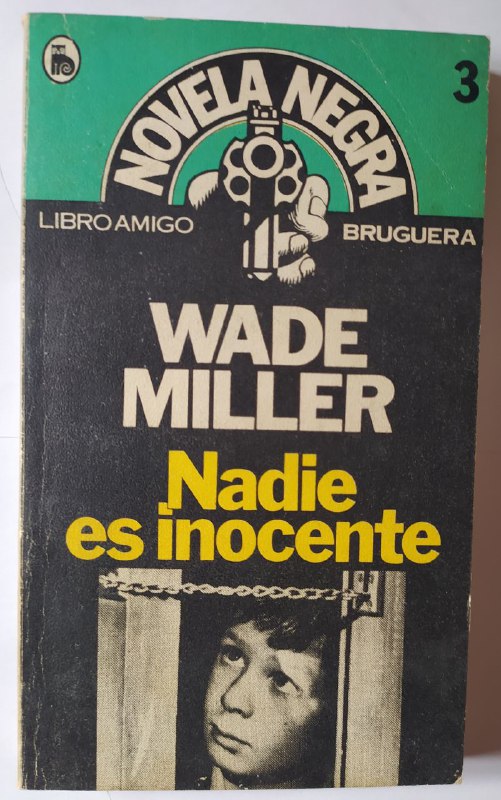 NOVELA NEGRA
3
LIBRO AMIGO
BRUGUERA
WADE
MILLER
Nadie
es inocente